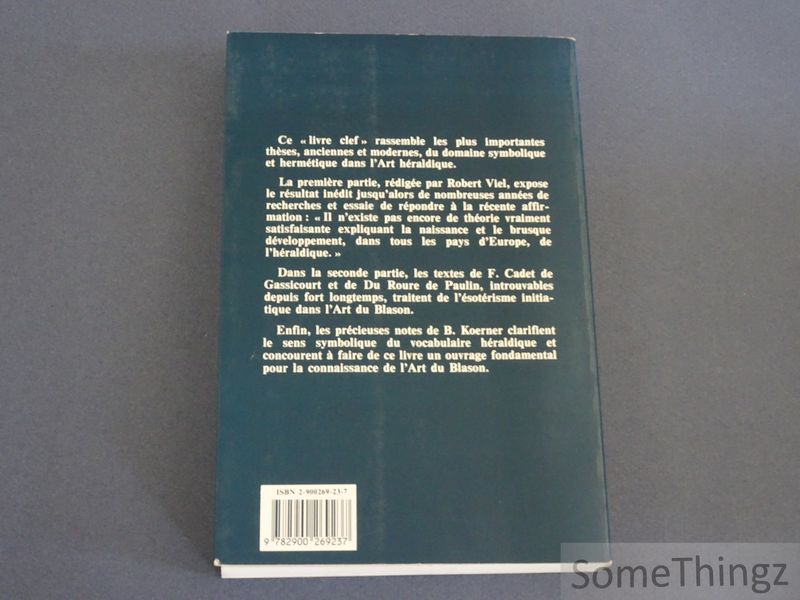 Ce « livre clef » rassemble les plus importantes
thèses, anciennes et modernes, du domaine symbolique
et hermétique dans l'Art héraldique.
La première partie, rédigée par Robert Viel, expose
le résultat inédit jusqu'alors de nombreuses années de
recherches et essaie de répondre à la récente affir-
mation : « Il n'existe pas encore de théorie vraiment
satisfaisante expliquant la naissance et le brusque
développement, dans tous les pays d'Europe, de
l'héraldique. »
Dans la seconde partie, les textes de F. Cadet de
Gassicourt et de Du Roure de Paulin, introuvables
depuis fort longtemps, traitent de l'ésotérisme initia-
tique dans l'Art du Blason.
Enfin, les précieuses notes de B. Koerner clarifient
le sens symbolique du vocabulaire héraldique et
concourent à faire de ce livre un ouvrage fondamental
pour la connaissance de l'Art du Blason.
ISBN 2-900269-23-7
9 782900 269237
SomeThingz